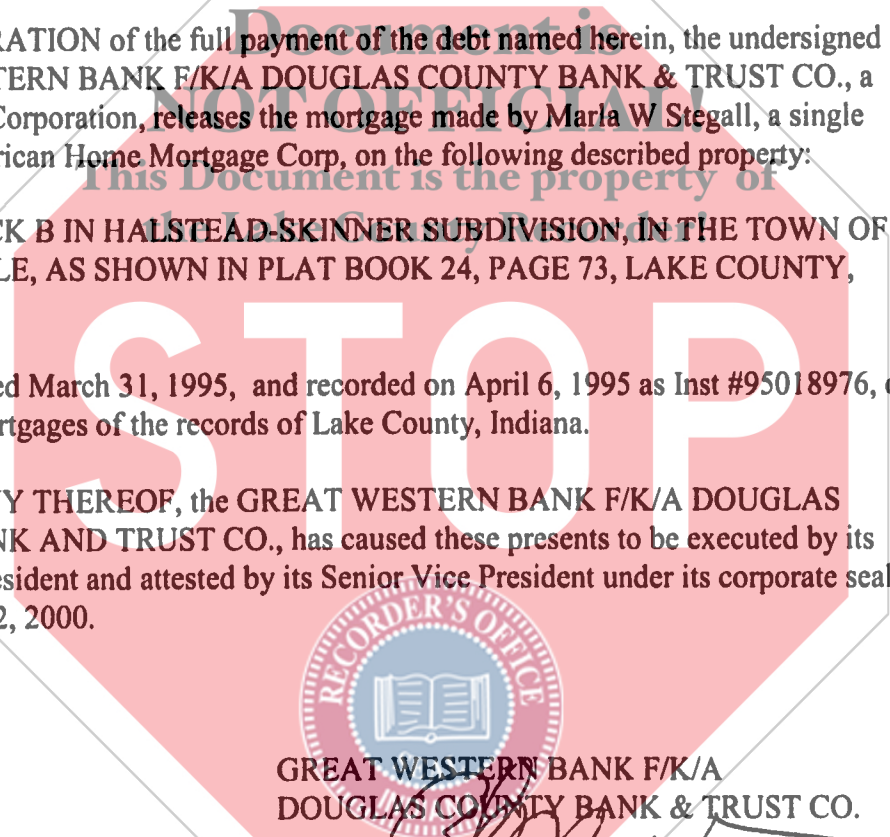 Document is
RATION of the full payment of the debt named herein, the undersigned
TERN BANK F/K/A DOUGLAS COUNTY BANK & TRUST CO., a
NOT OFFICIAL!
Corporation, releases the mortgage made by Marla W Stegall, a single
rican Home Mortgage Corp, on the following described property:
This Document is the property of
the Lake County Recorder!
CK B IN HALSTEAD-SKINNER SUBDIVISION, IN THE TOWN OF
LE, AS SHOWN IN PLAT BOOK 24, PAGE 73, LAKE COUNTY,
STOP
ed March 31, 1995, and recorded on April 6, 1995 as Inst #95018976,
rtgages of the records of Lake County, Indiana.
Y THEREOF, the GREAT WESTERN BANK F/K/A DOUGLAS
NK AND TRUST CO., has caused these presents to be executed by its
esident and attested by its Senior Vice President under its corporate seal
2, 2000.
RECORDER'S OFFICE
GREAT WESTERN BANK F/K/A
DOUGLAS COUNTY BANK & TRUST CO.